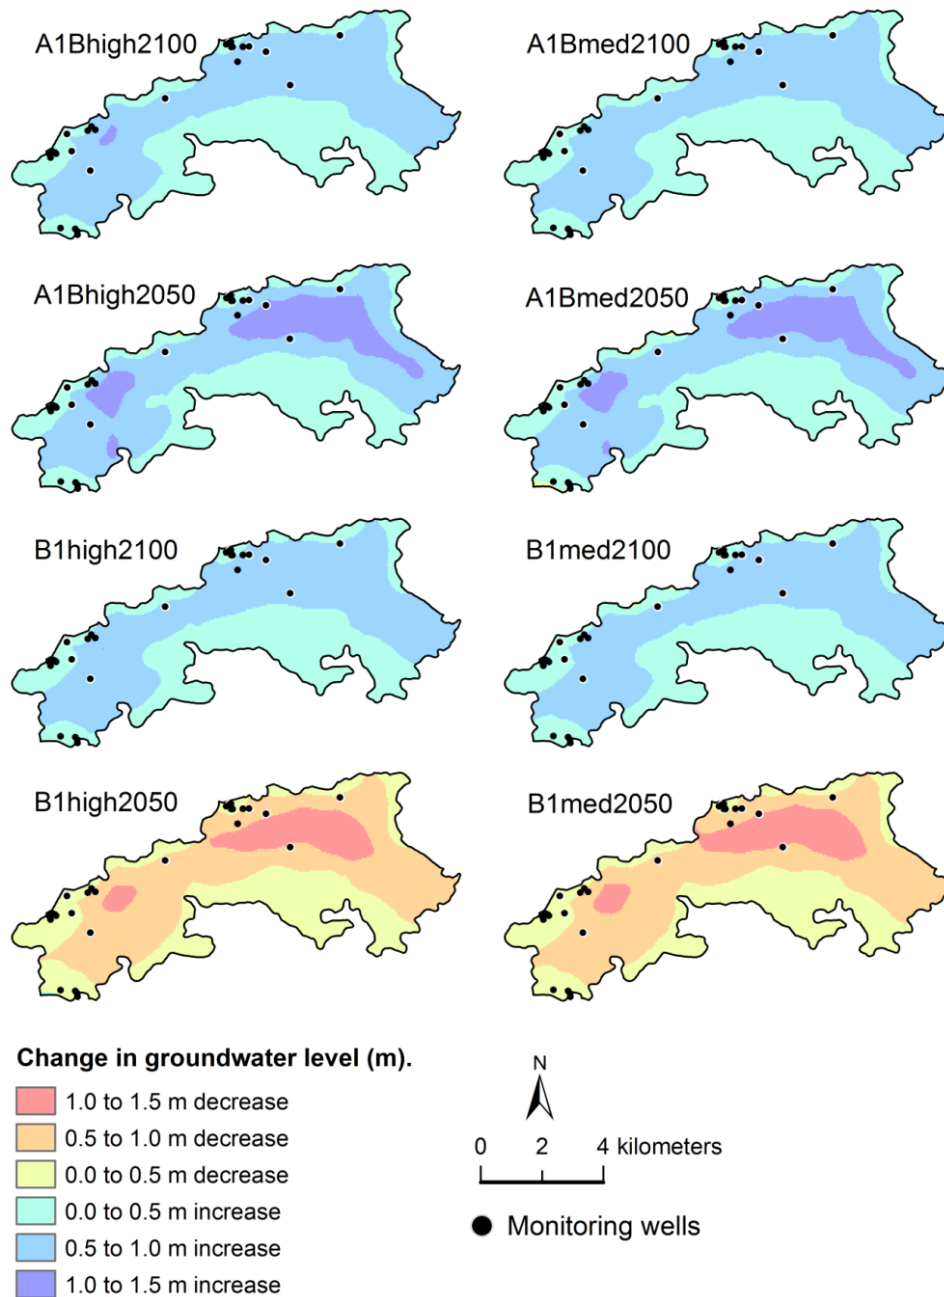 A1Bhigh2100
A1Bmed2100
A1Bhigh2050
A1Bmed2050
B1high2100
B1med2100
B1high2050
B1med2050
Change in groundwater level (m).
1.0 to 1.5 m decrease
0.5 to 1.0 m decrease
0.0 to 0.5 m decrease
0.0 to 0.5 m increase
0.5 to 1.0 m increase
1.0 to 1.5 m increase
N
0 2 4 kilometers
Monitoring wells